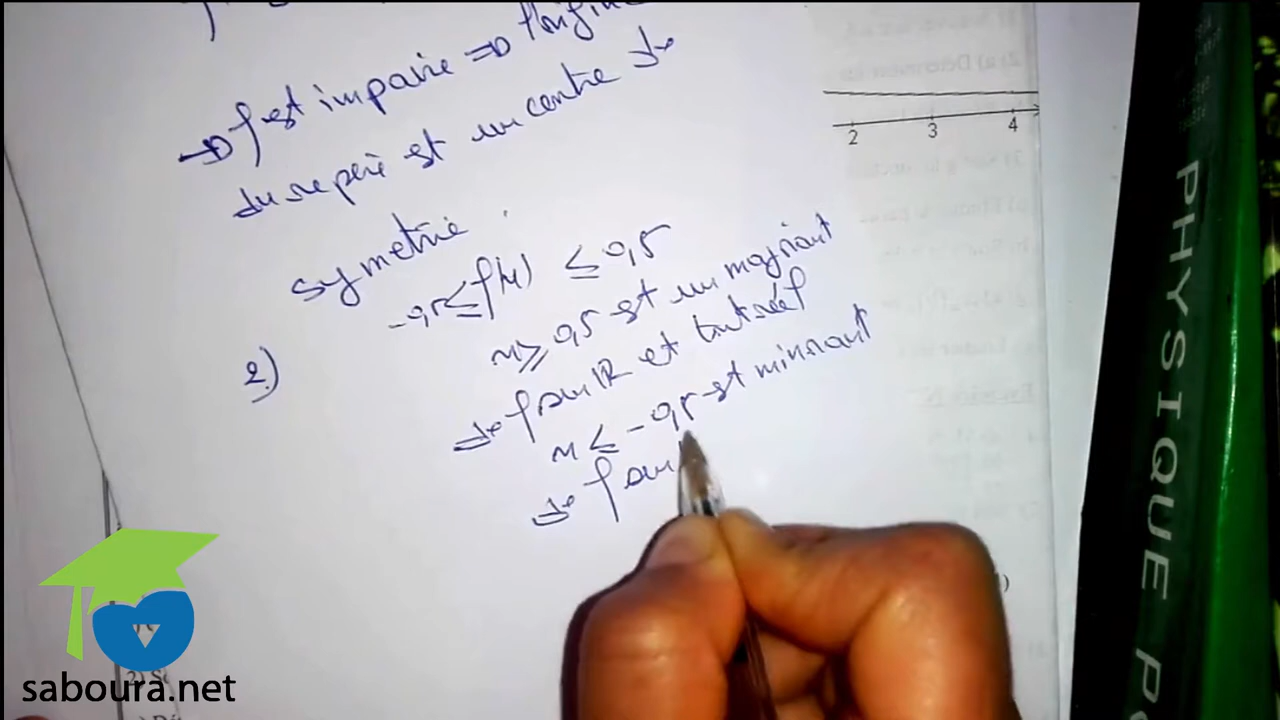 → f est impaire ⇒ l'origine
du repère est un centre de
symétrie.
2) -0,5 ≤ f(x) ≤ 0,5
M ≥ 0,5 est un majorant
de f sur IR et tout réel
m ≤ -0,5 est minorant
de f sur
2 3 4
PHYSIQUE
saboura.net